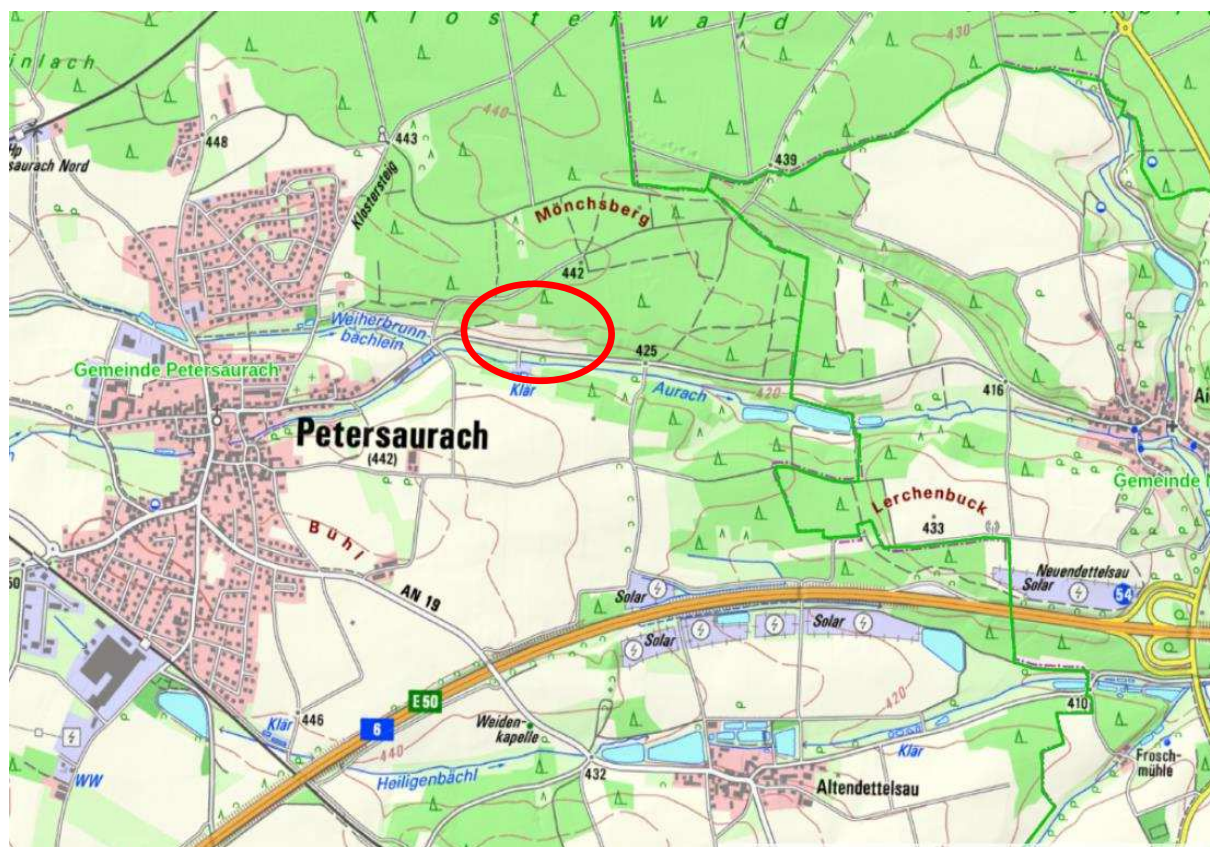 Klosterwald
430
inlach
440
443
448
439
Hp
saurach Nord
Klostersteig
Mönchsberg
442
Weiherbrunn-
bächlein
425
Gemeinde Petersaurach
Klär
Aurach
420
416
Ai
Petersaurach
(442)
Gemeinde N
Lerchenbuck
433
Bühl
50
AN 19
Neuendettelsau
Solar
54
Solar
Solar
Solar
E 50
6
Klär
446
Weiden-
kapelle
420
410
440
Klär
WW
Heiligenbächl
432
Altendettelsau
Frosch-
mühle